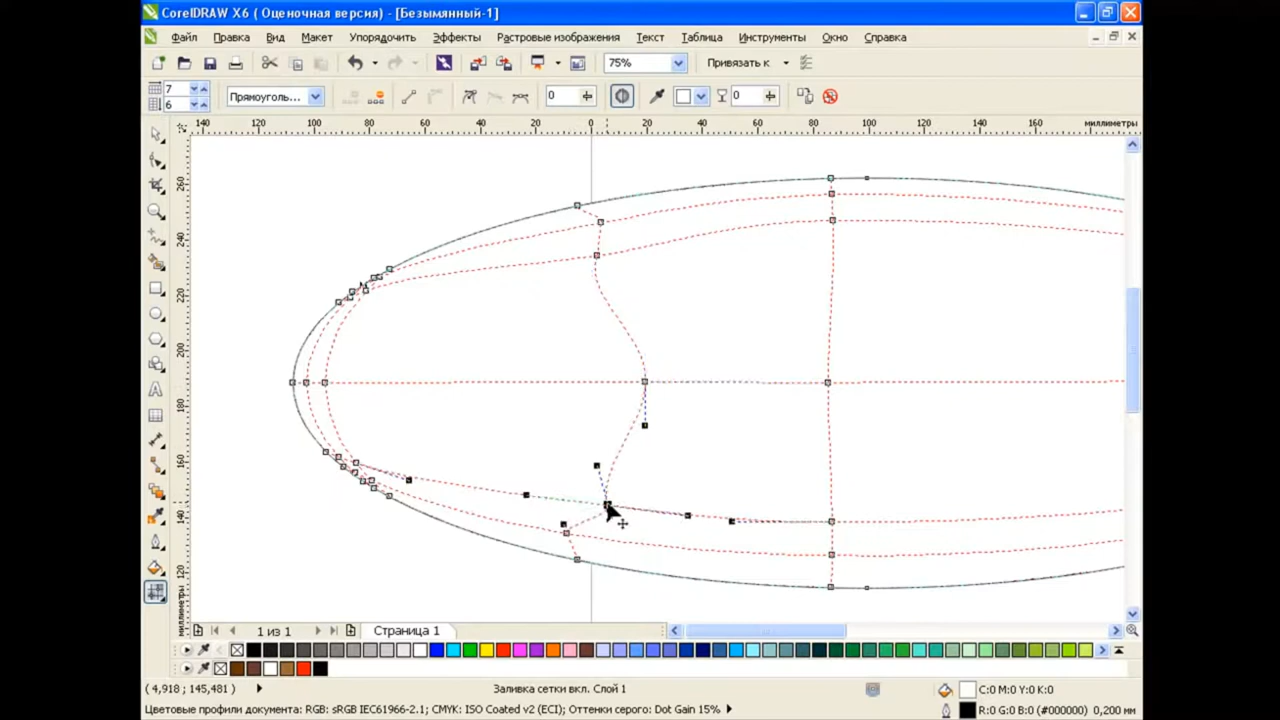 CorelDRAW X6 ( Оценочная версия) - [Безымянный-1]
Файл Правка Вид Макет Упорядочить Эффекты Растровые изображения Текст Таблица Инструменты Окно Справка
75% Привязать к
7
6
Прямоуголь... 0 0
140 120 100 80 60 40 20 0 20 40 60 80 100 120 140 160 180 миллиметры
260
240
220
200
180
160
140
120
миллиметры
1 из 1 Страница 1
( 4,918 ; 145,481 ) Заливка сетки вкл. Слой 1 C:0 M:0 Y:0 K:0
Цветовые профили документа: RGB: sRGB IEC61966-2.1; CMYK: ISO Coated v2 (ECI); Оттенки серого: Dot Gain 15% R:0 G:0 B:0 (#000000) 0,200 мм